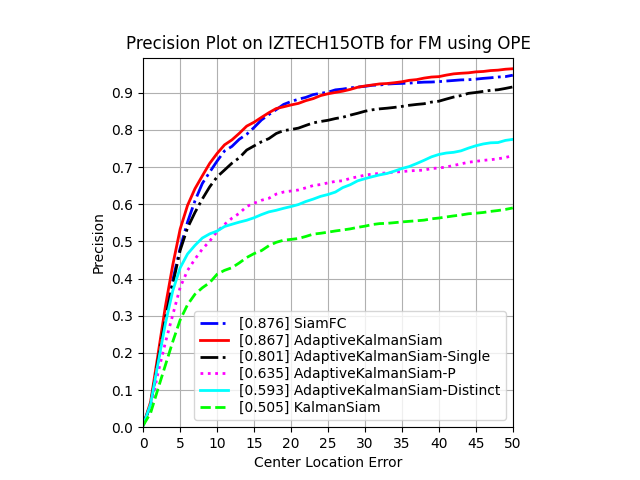 Precision Plot on IZTECH15OTB for FM using OPE
Precision
0.9
0.8
0.7
0.6
0.5
0.4
0.3
0.2
0.1
0.0
[0.876] SiamFC
[0.867] AdaptiveKalmanSiam
[0.801] AdaptiveKalmanSiam-Single
[0.635] AdaptiveKalmanSiam-P
[0.593] AdaptiveKalmanSiam-Distinct
[0.505] KalmanSiam
0 5 10 15 20 25 30 35 40 45 50
Center Location Error